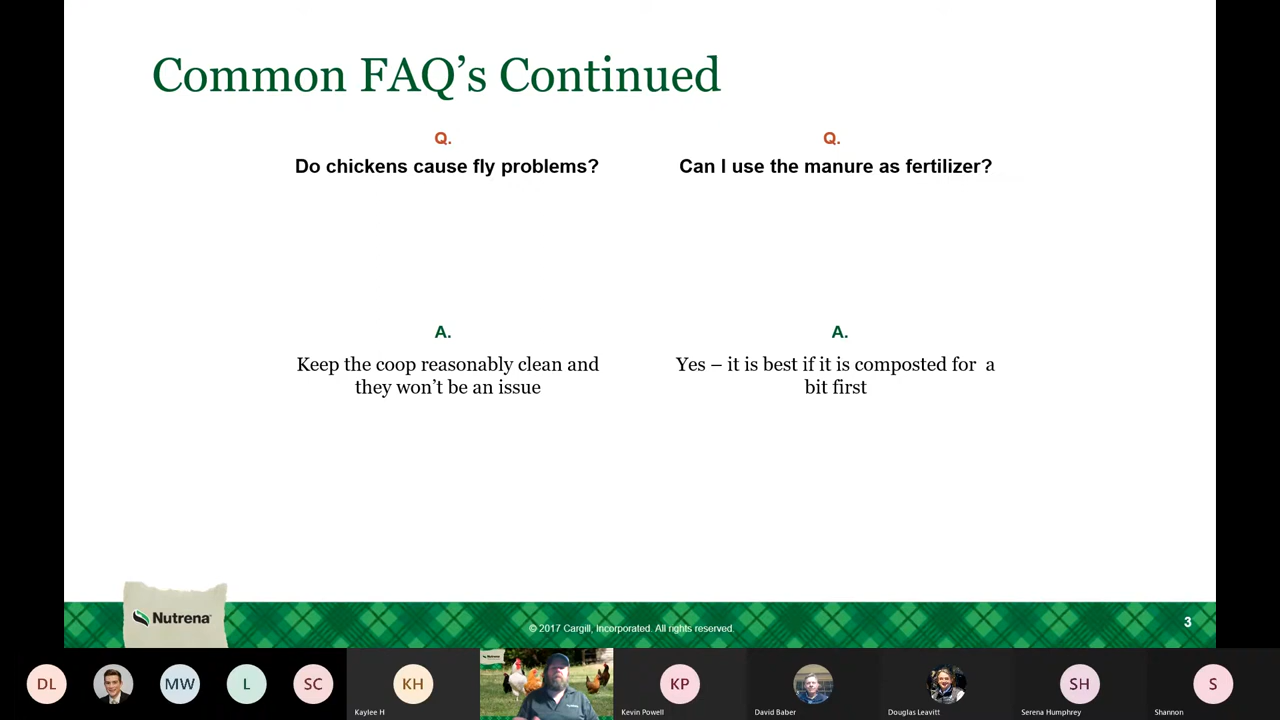 Common FAQ’s Continued
Q.
Do chickens cause fly problems?
A.
Keep the coop reasonably clean and
they won’t be an issue
Q.
Can I use the manure as fertilizer?
A.
Yes – it is best if it is composted for a
bit first
Nutrena
© 2017 Cargill, Incorporated. All rights reserved.
3
DL
MW
L
SC
KH
Kaylee H
Nutrena
KP
Kevin Powell
David Baber
Douglas Leavitt
SH
Serena Humphrey
S
Shannon